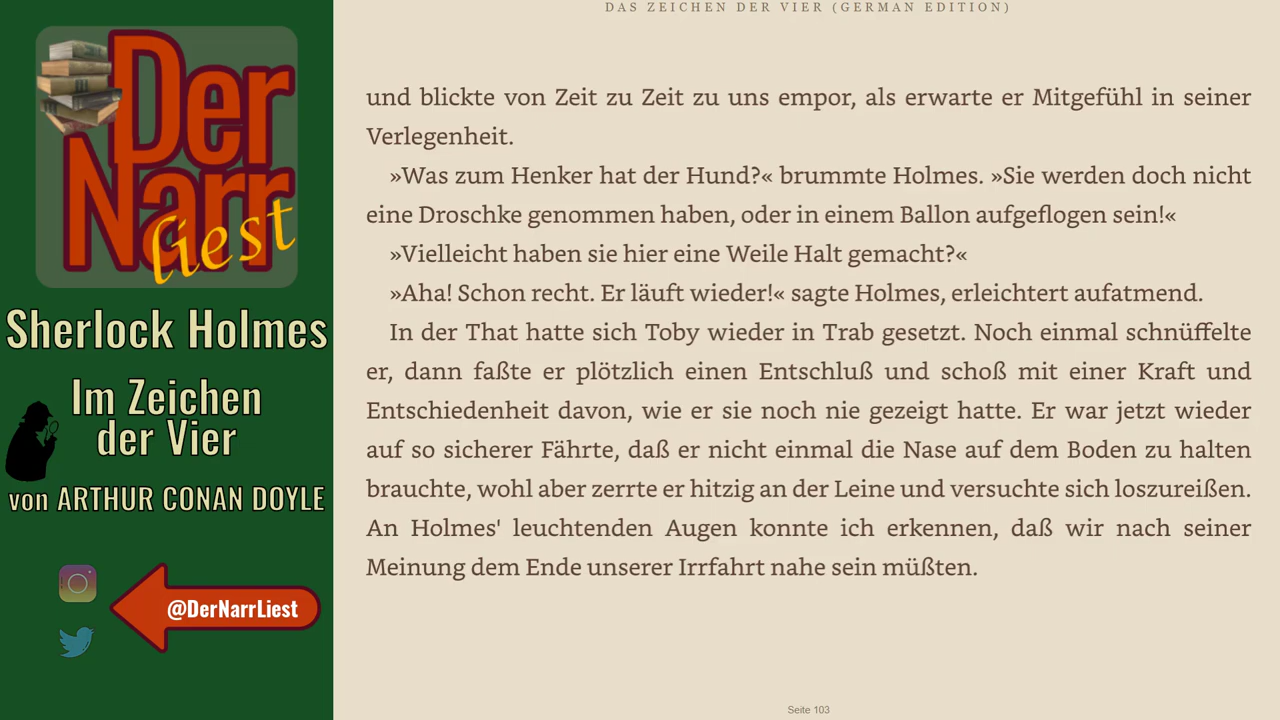 Der
Narr
liest
Sherlock Holmes
Im Zeichen
der Vier
von ARTHUR CONAN DOYLE
@DerNarrLiest
DAS ZEICHEN DER VIER (GERMAN EDITION)
und blickte von Zeit zu Zeit zu uns empor, als erwarte er Mitgefühl in seiner
Verlegenheit.
»Was zum Henker hat der Hund?« brummte Holmes. »Sie werden doch nicht
eine Droschke genommen haben, oder in einem Ballon aufgeflogen sein!«
»Vielleicht haben sie hier eine Weile Halt gemacht?«
»Aha! Schon recht. Er läuft wieder!« sagte Holmes, erleichtert aufatmend.
In der That hatte sich Toby wieder in Trab gesetzt. Noch einmal schnüffelte
er, dann faßte er plötzlich einen Entschluß und schoß mit einer Kraft und
Entschiedenheit davon, wie er sie noch nie gezeigt hatte. Er war jetzt wieder
auf so sicherer Fährte, daß er nicht einmal die Nase auf dem Boden zu halten
brauchte, wohl aber zerrte er hitzig an der Leine und versuchte sich loszureißen.
An Holmes' leuchtenden Augen konnte ich erkennen, daß wir nach seiner
Meinung dem Ende unserer Irrfahrt nahe sein müßten.
Seite 103